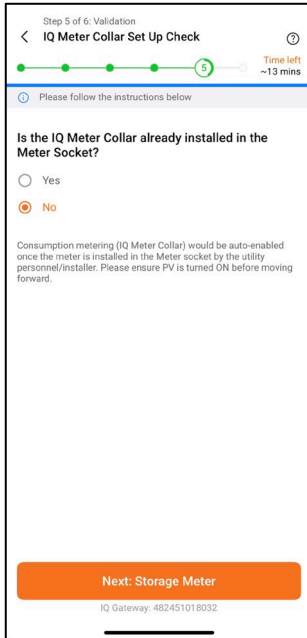 Step 5 of 6: Validation
IQ Meter Collar Set Up Check
5
Time left
~13 mins
Please follow the instructions below
Is the IQ Meter Collar already installed in the
Meter Socket?
Yes
No
Consumption metering (IQ Meter Collar) would be auto-enabled
once the meter is installed in the Meter socket by the utility
personnel/installer. Please ensure PV is turned ON before moving
forward.
Next: Storage Meter
IQ Gateway: 482451018032